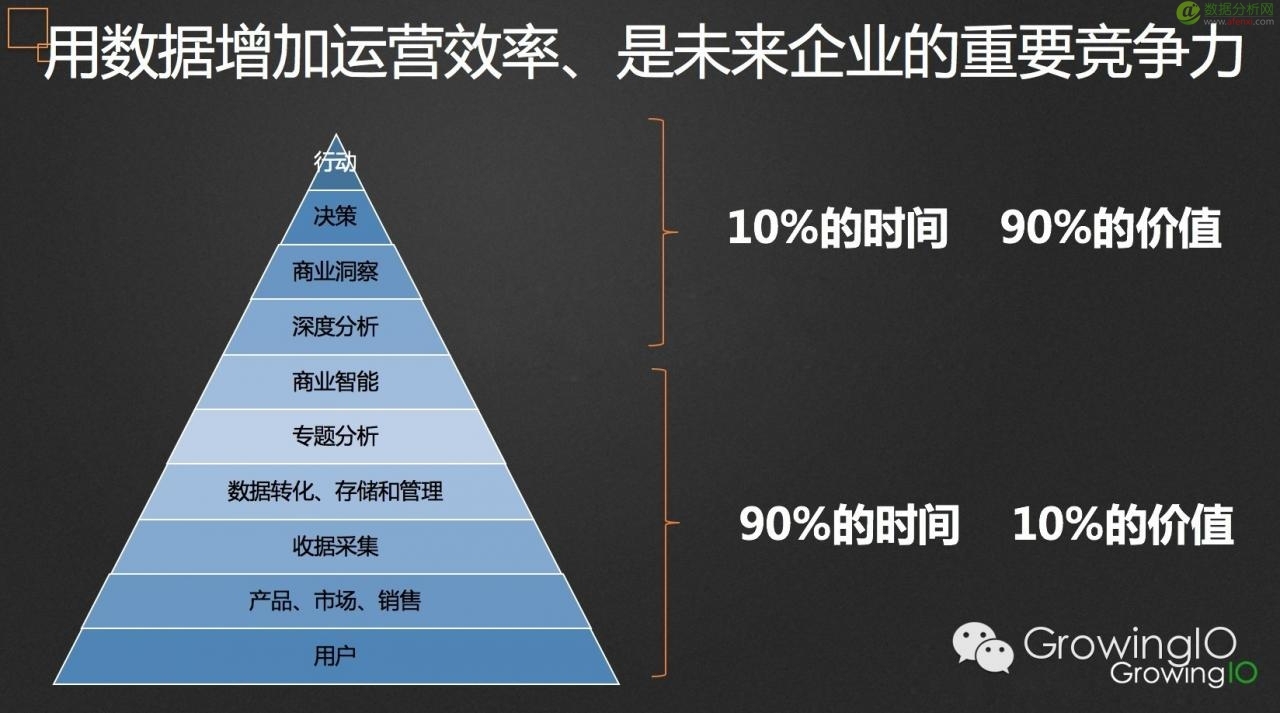 数据分析网
www.afenxi.com
用数据增加运营效率、是未来企业的重要竞争力
行动
决策
商业洞察
深度分析
10%的时间 90%的价值
商业智能
专题分析
数据转化、存储和管理
收据采集
产品、市场、销售
用户
90%的时间 10%的价值
GrowingIO
GrowingIO